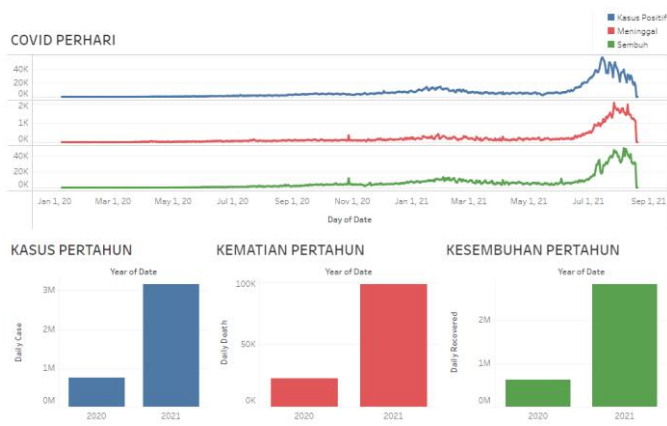 Kasus Positif
Meninggal
Sembuh
COVID PERHARI
40K
20K
0K
2K
1K
0K
40K
20K
0K
Jan 1, 20 Mar 1, 20 May 1, 20 Jul 1, 20 Sep 1, 20 Nov 1, 20 Jan 1, 21 Mar 1, 21 May 1, 21 Jul 1, 21 Sep 1, 21
Day of Date
KASUS PERTAHUN
Year of Date
3M
2M
1M
0M
Daily Case
2020 2021
KEMATIAN PERTAHUN
Year of Date
100K
50K
0K
Daily Death
2020 2021
KESEMBUHAN PERTAHUN
Year of Date
2M
1M
0M
Daily Recovered
2020 2021